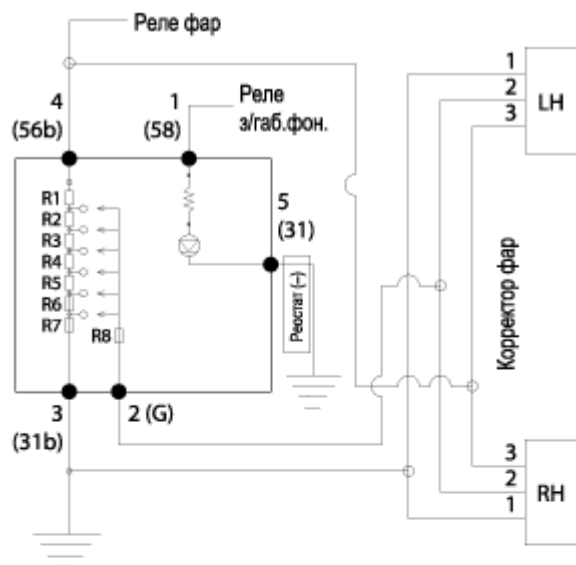 Реле фар
4
(56b)
1
(58)
Реле
з/габ.фон.
1
2
3
LH
R1
R2
R3
R4
R5
R6
R7
R8
5
(31)
Реостат (–)
Корректор фар
3
(31b)
2 (G)
3
2
1
RH